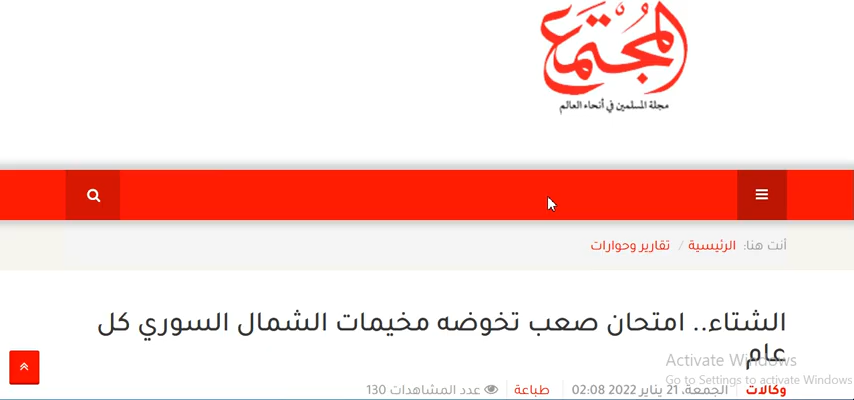 المجتمع
مجلة المسلمين في أنحاء العالم
أنت هنا: الرئيسية / تقارير وحوارات
الشتاء.. امتحان صعب تخوضه مخيمات الشمال السوري كل
عام
Activate Windows
Go to Settings to activate Windows
وكالات الجمعة، 21 يناير 2022 02:08 طباعة عدد المشاهدات 130